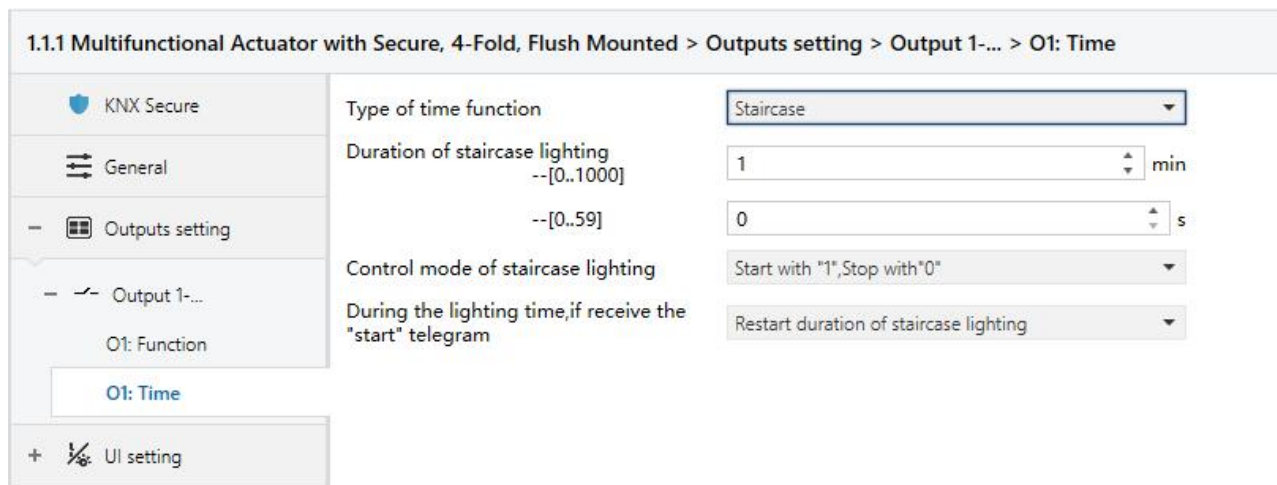 1.1.1 Multifunctional Actuator with Secure, 4-Fold, Flush Mounted > Outputs setting > Output 1-... > O1: Time
KNX Secure
General
Outputs setting
Output 1-...
O1: Function
O1: Time
UI setting
Type of time function
Staircase
Duration of staircase lighting
--[0..1000]
1
min
--[0..59]
0
s
Control mode of staircase lighting
Start with "1",Stop with"0"
During the lighting time,if receive the
"start" telegram
Restart duration of staircase lighting